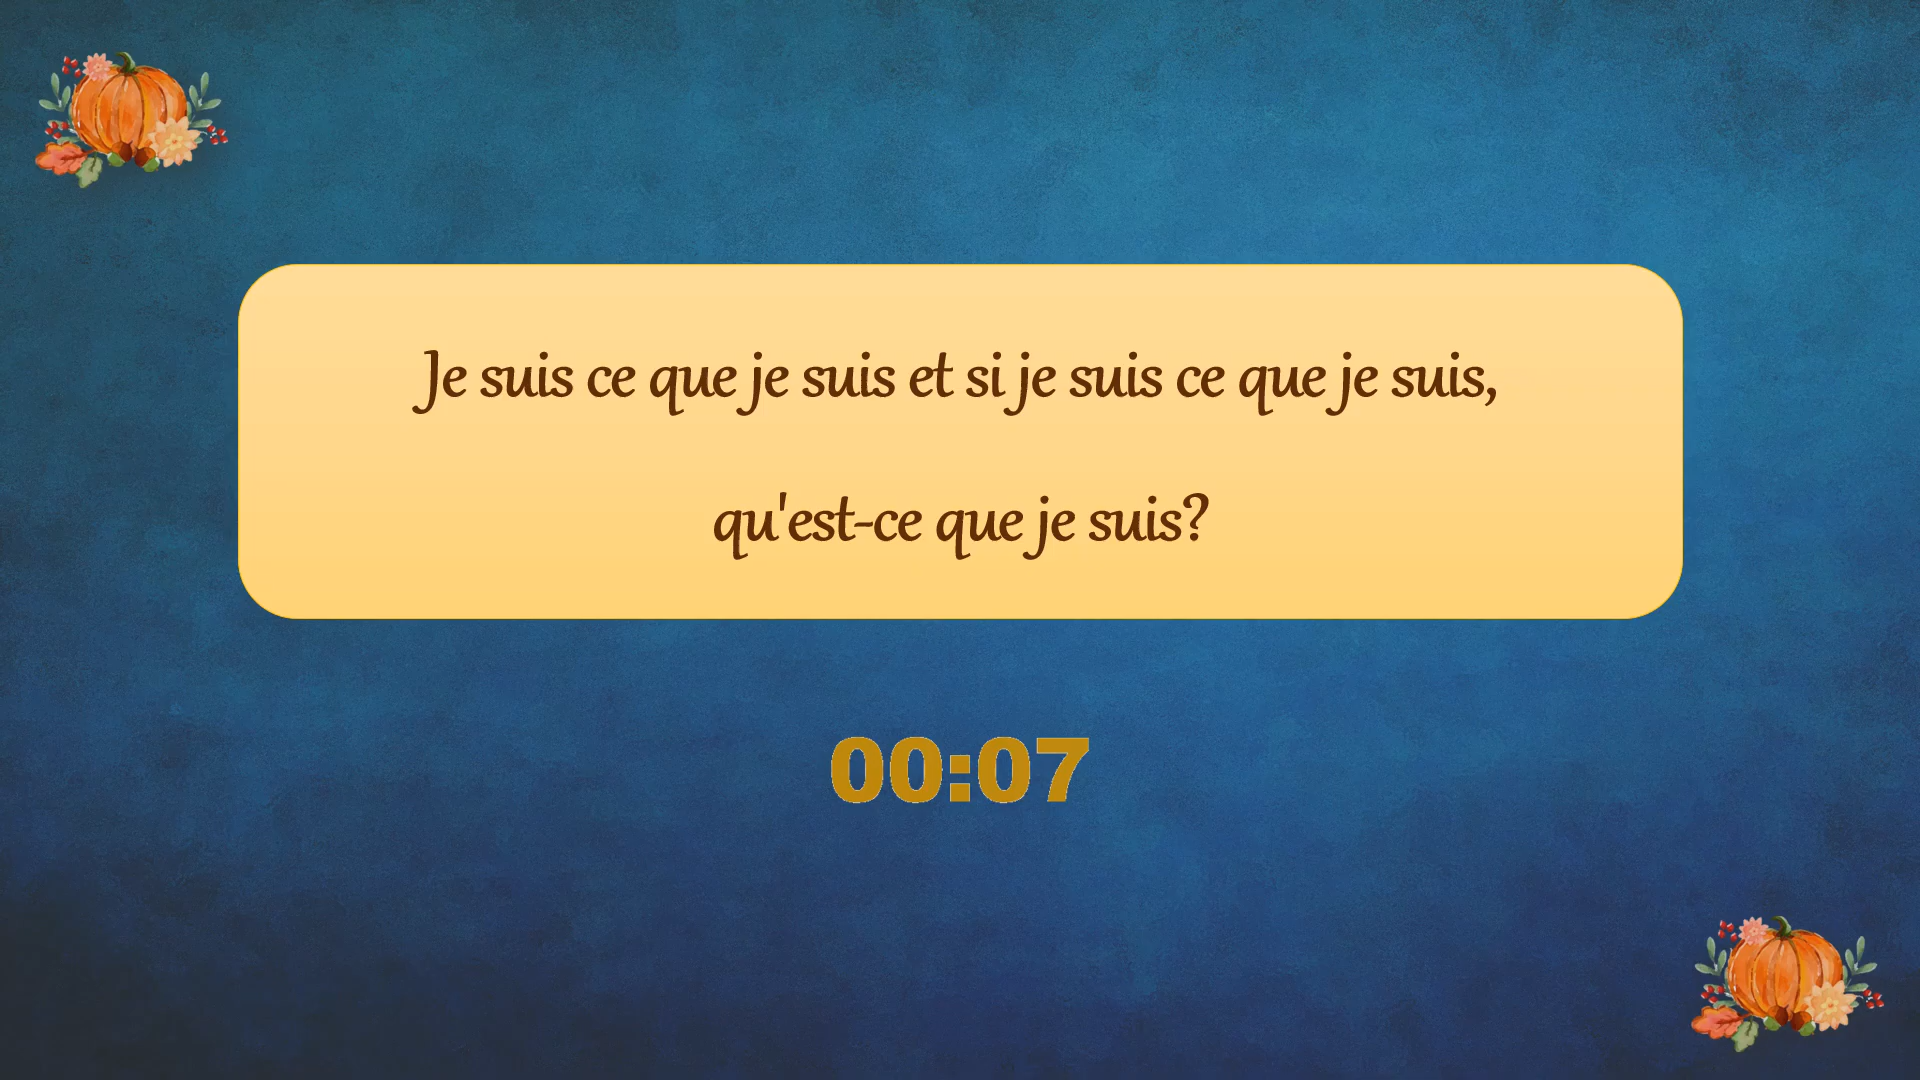 Je suis ce que je suis et si je suis ce que je suis,
qu'est-ce que je suis?
00:07